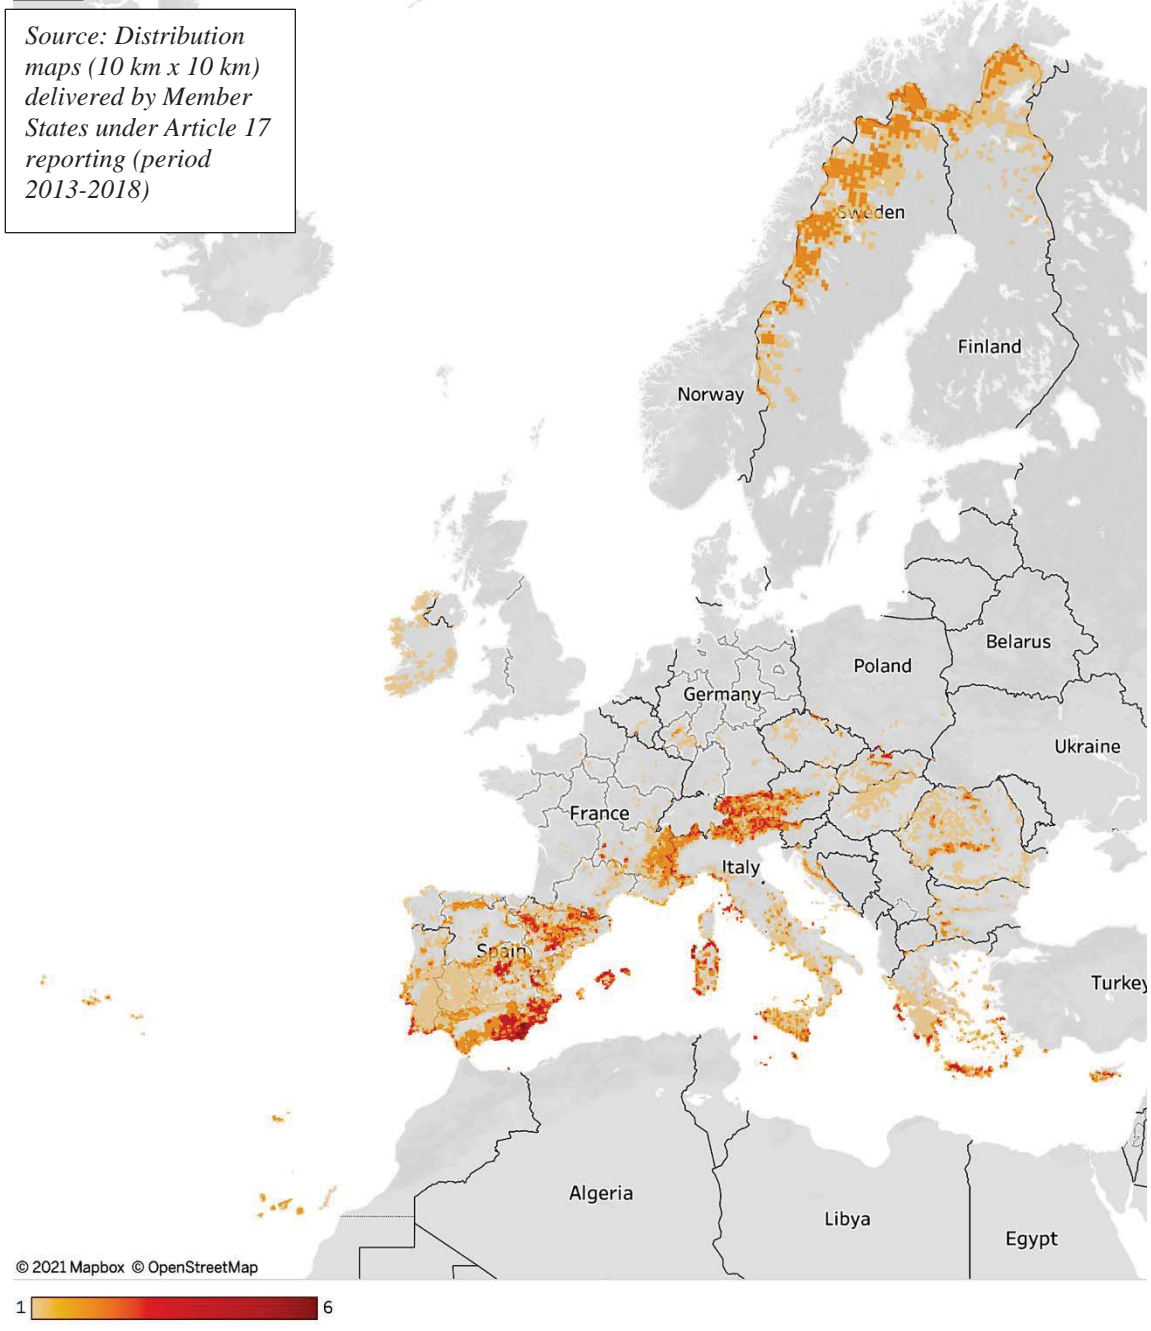 Source: Distribution
maps (10 km x 10 km)
delivered by Member
States under Article 17
reporting (period
2013-2018)
Sweden
Finland
Norway
Belarus
Poland
Germany
Ukraine
France
Italy
Spain
Turkey
Algeria
Libya
Egypt
© 2021 Mapbox © OpenStreetMap
1 6